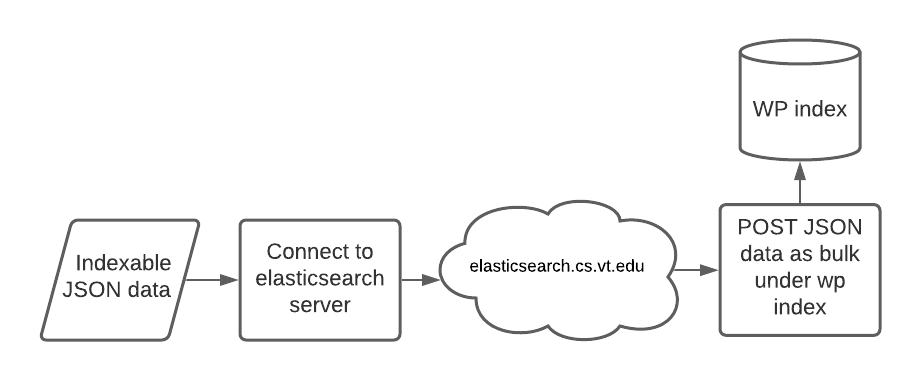 WP index
Indexable
JSON data
Connect to
elasticsearch
server
elasticsearch.cs.vt.edu
POST JSON
data as bulk
under wp
index